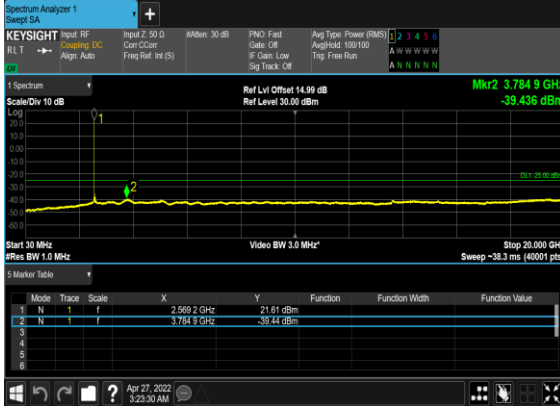 Spectrum Analyzer 1
Swept SA
+
KEYSIGHT
RLT
LXI
Input: RF
Coupling: DC
Align: Auto
Input Z: 50 Ω
Corr CCorr
Freq Ref: Int (S)
#Atten: 30 dB
PNO: Fast
Gate: Off
IF Gain: Low
Sig Track: Off
Avg Type: Power (RMS)
Avg|Hold: 100/100
Trig: Free Run
1 2 3 4 5 6
A W W W W W
A N N N N N
1 Spectrum
Scale/Div 10 dB
Ref Lvl Offset 14.99 dB
Ref Level 30.00 dBm
Mkr2 3.784 9 GHz
-39.436 dBm
Log
20.0
10.0
0.00
-10.0
-20.0
-30.0
-40.0
-50.0
-60.0
1
2
DL1 -25.00 dBm
Start 30 MHz
#Res BW 1.0 MHz
Video BW 3.0 MHz*
Stop 20.000 GHz
Sweep ~38.3 ms (40001 pts)
5 Marker Table
Mode Trace Scale X Y Function Function Width Function Value
1 N 1 f 2.569 2 GHz 21.61 dBm
2 N 1 f 3.784 9 GHz -39.44 dBm
3
4
5
6
?
Apr 27, 2022
3:23:30 AM